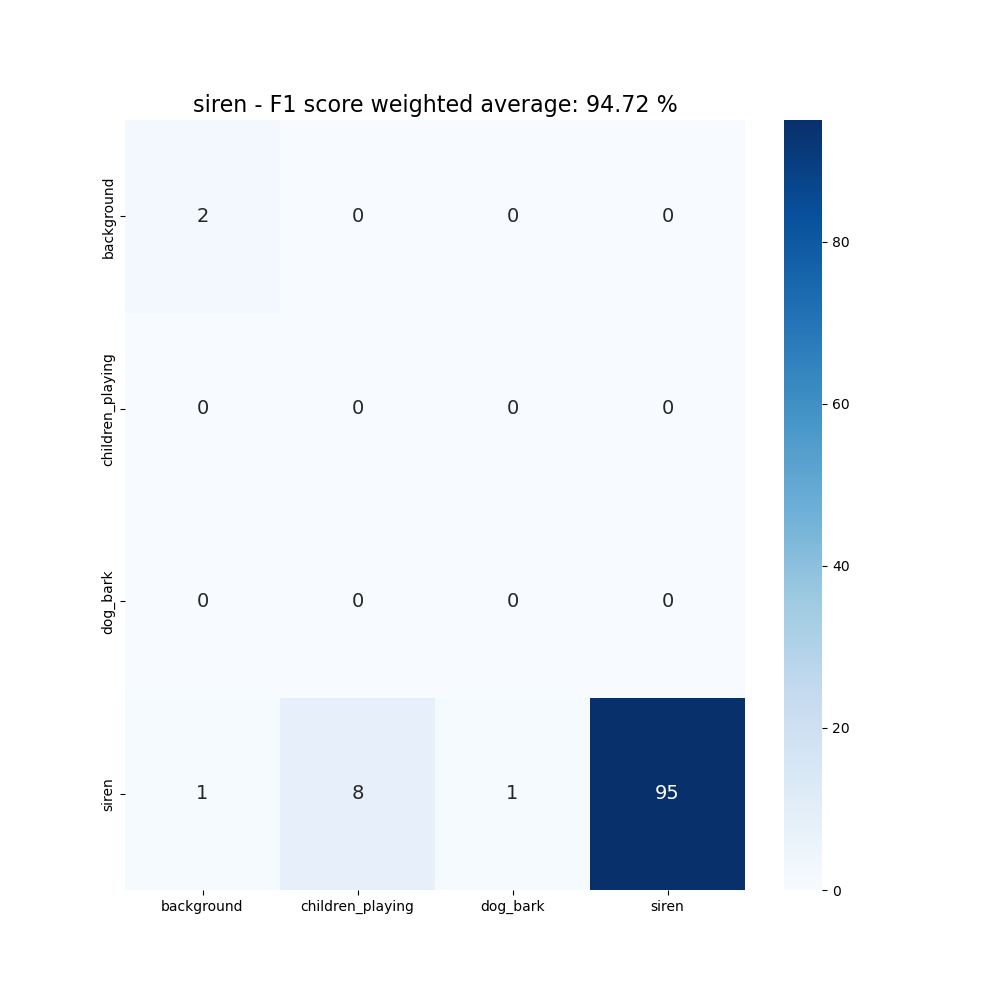 siren - F1 score weighted average: 94.72 %
background
2 0 0 0
80
children_playing
0 0 0 0
60
dog_bark
0 0 0 0
40
siren
1 8 1 95
20
0
background children_playing dog_bark siren